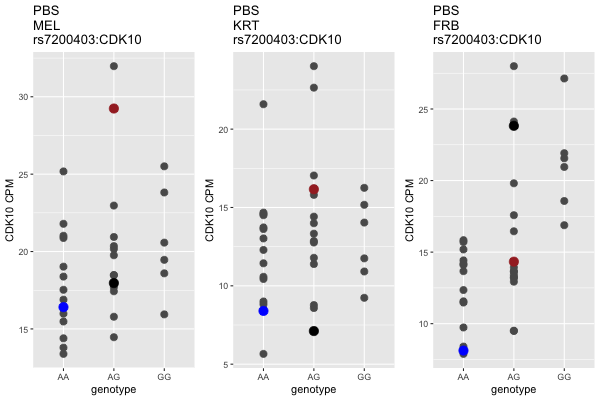 PBS
MEL
rs7200403:CDK10
30
25
20
15
CDK10 CPM
AA AG GG
genotype
PBS
KRT
rs7200403:CDK10
20
15
10
5
CDK10 CPM
AA AG GG
genotype
PBS
FRB
rs7200403:CDK10
25
20
15
10
CDK10 CPM
AA AG GG
genotype